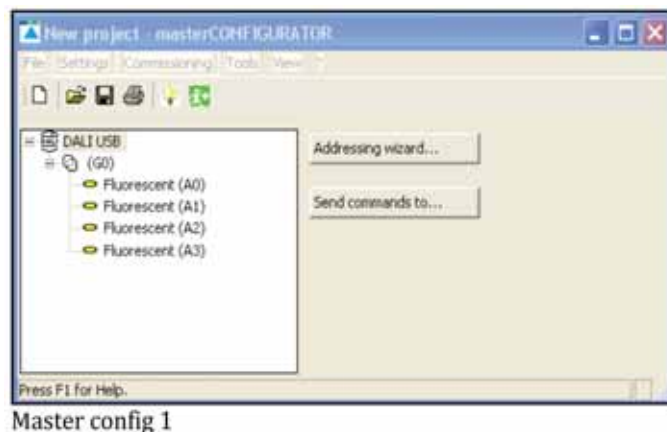 New project - masterCONFIGURATOR
File Settings Commissioning Tools View ?
DALI USB
(G0)
Fluorescent (A0)
Fluorescent (A1)
Fluorescent (A2)
Fluorescent (A3)
Addressing wizard...
Send commands to...
Press F1 for Help.
Master config 1